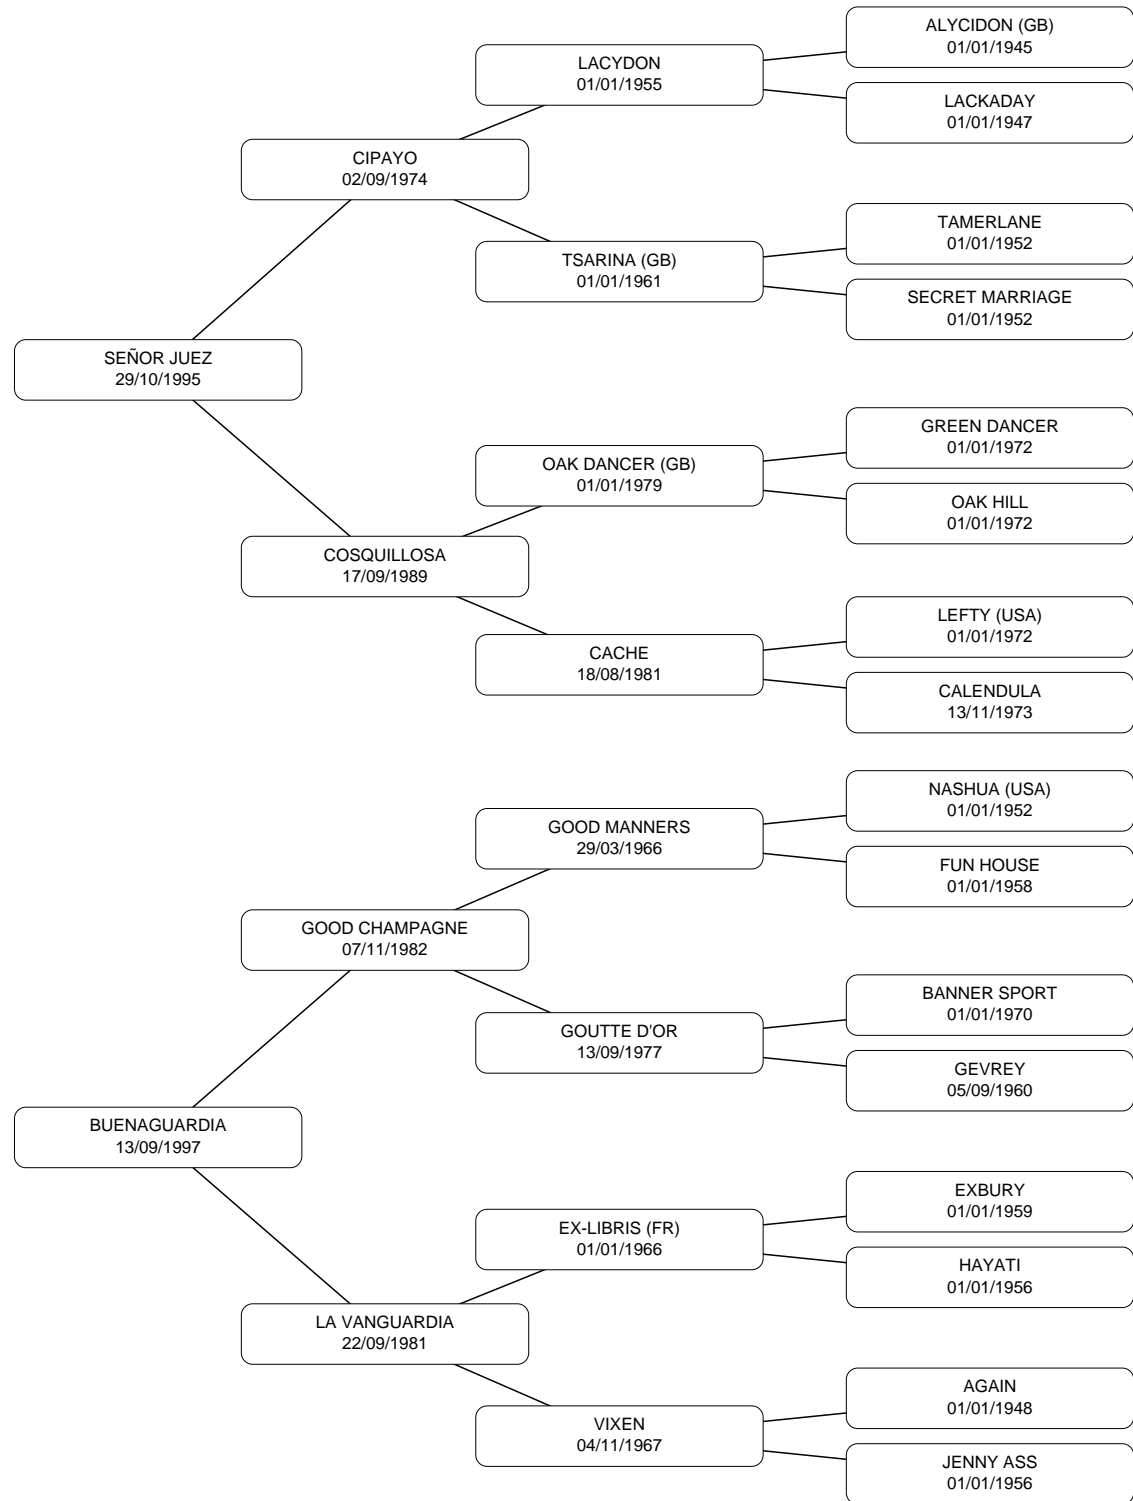 ALYCIDON (GB)
01/01/1945
LACYDON
01/01/1955
LACKADAY
01/01/1947
CIPAYO
02/09/1974
TAMERLANE
01/01/1952
TSARINA (GB)
01/01/1961
SECRET MARRIAGE
01/01/1952
SEÑOR JUEZ
29/10/1995
GREEN DANCER
01/01/1972
OAK DANCER (GB)
01/01/1979
OAK HILL
01/01/1972
COSQUILLOSA
17/09/1989
LEFTY (USA)
01/01/1972
CACHE
18/08/1981
CALENDULA
13/11/1973
NASHUA (USA)
01/01/1952
GOOD MANNERS
29/03/1966
FUN HOUSE
01/01/1958
GOOD CHAMPAGNE
07/11/1982
BANNER SPORT
01/01/1970
GOUTTE D'OR
13/09/1977
GEVREY
05/09/1960
BUENAGUARDIA
13/09/1997
EXBURY
01/01/1959
EX-LIBRIS (FR)
01/01/1966
HAYATI
01/01/1956
LA VANGUARDIA
22/09/1981
AGAIN
01/01/1948
VIXEN
04/11/1967
JENNY ASS
01/01/1956